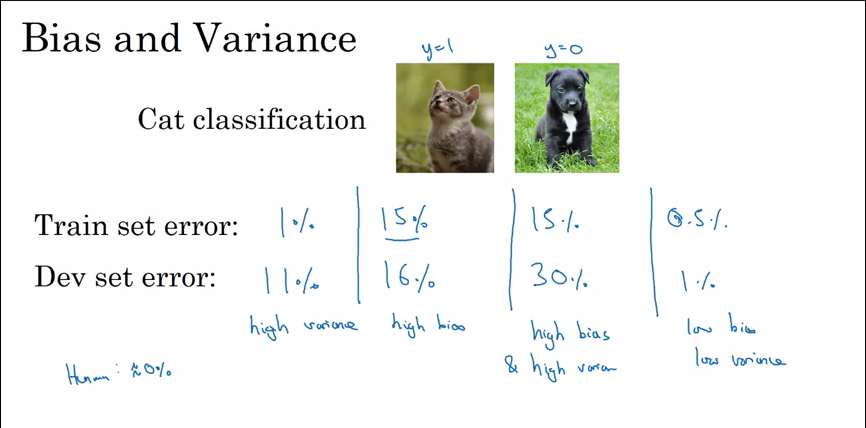 Bias and Variance
y=1 y=0
Cat classification
Train set error: 1% 15% 15% 0.5%
Dev set error: 11% 16% 30% 1%
high variance high bias high bias low bias
& high varian low variance
Human: ≈0%